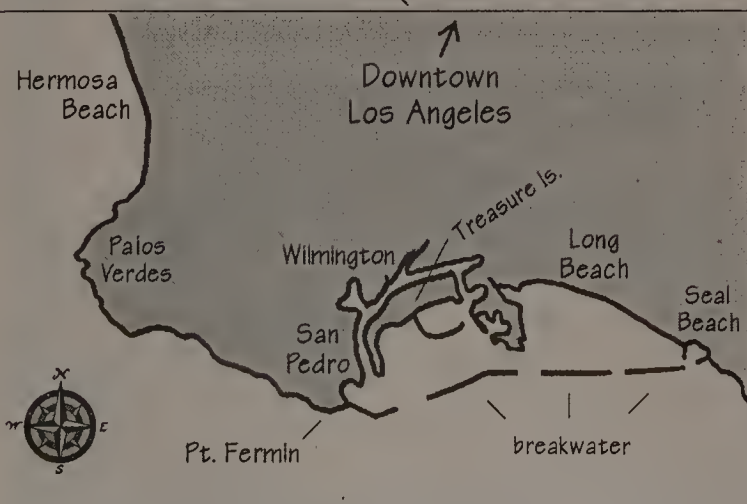 Hermosa
Beach
Downtown
Los Angeles
Palos
Verdes
Wilmington
Treasure Is.
Long
Beach
Seal
Beach
San
Pedro
N
W
E
S
Pt. Fermin
breakwater